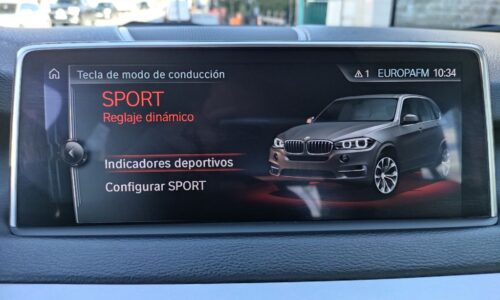 Tecla de modo de conducción
1 EUROPAFM 10:34
SPORT
Reglaje dinámico
Indicadores deportivos
Configurar SPORT